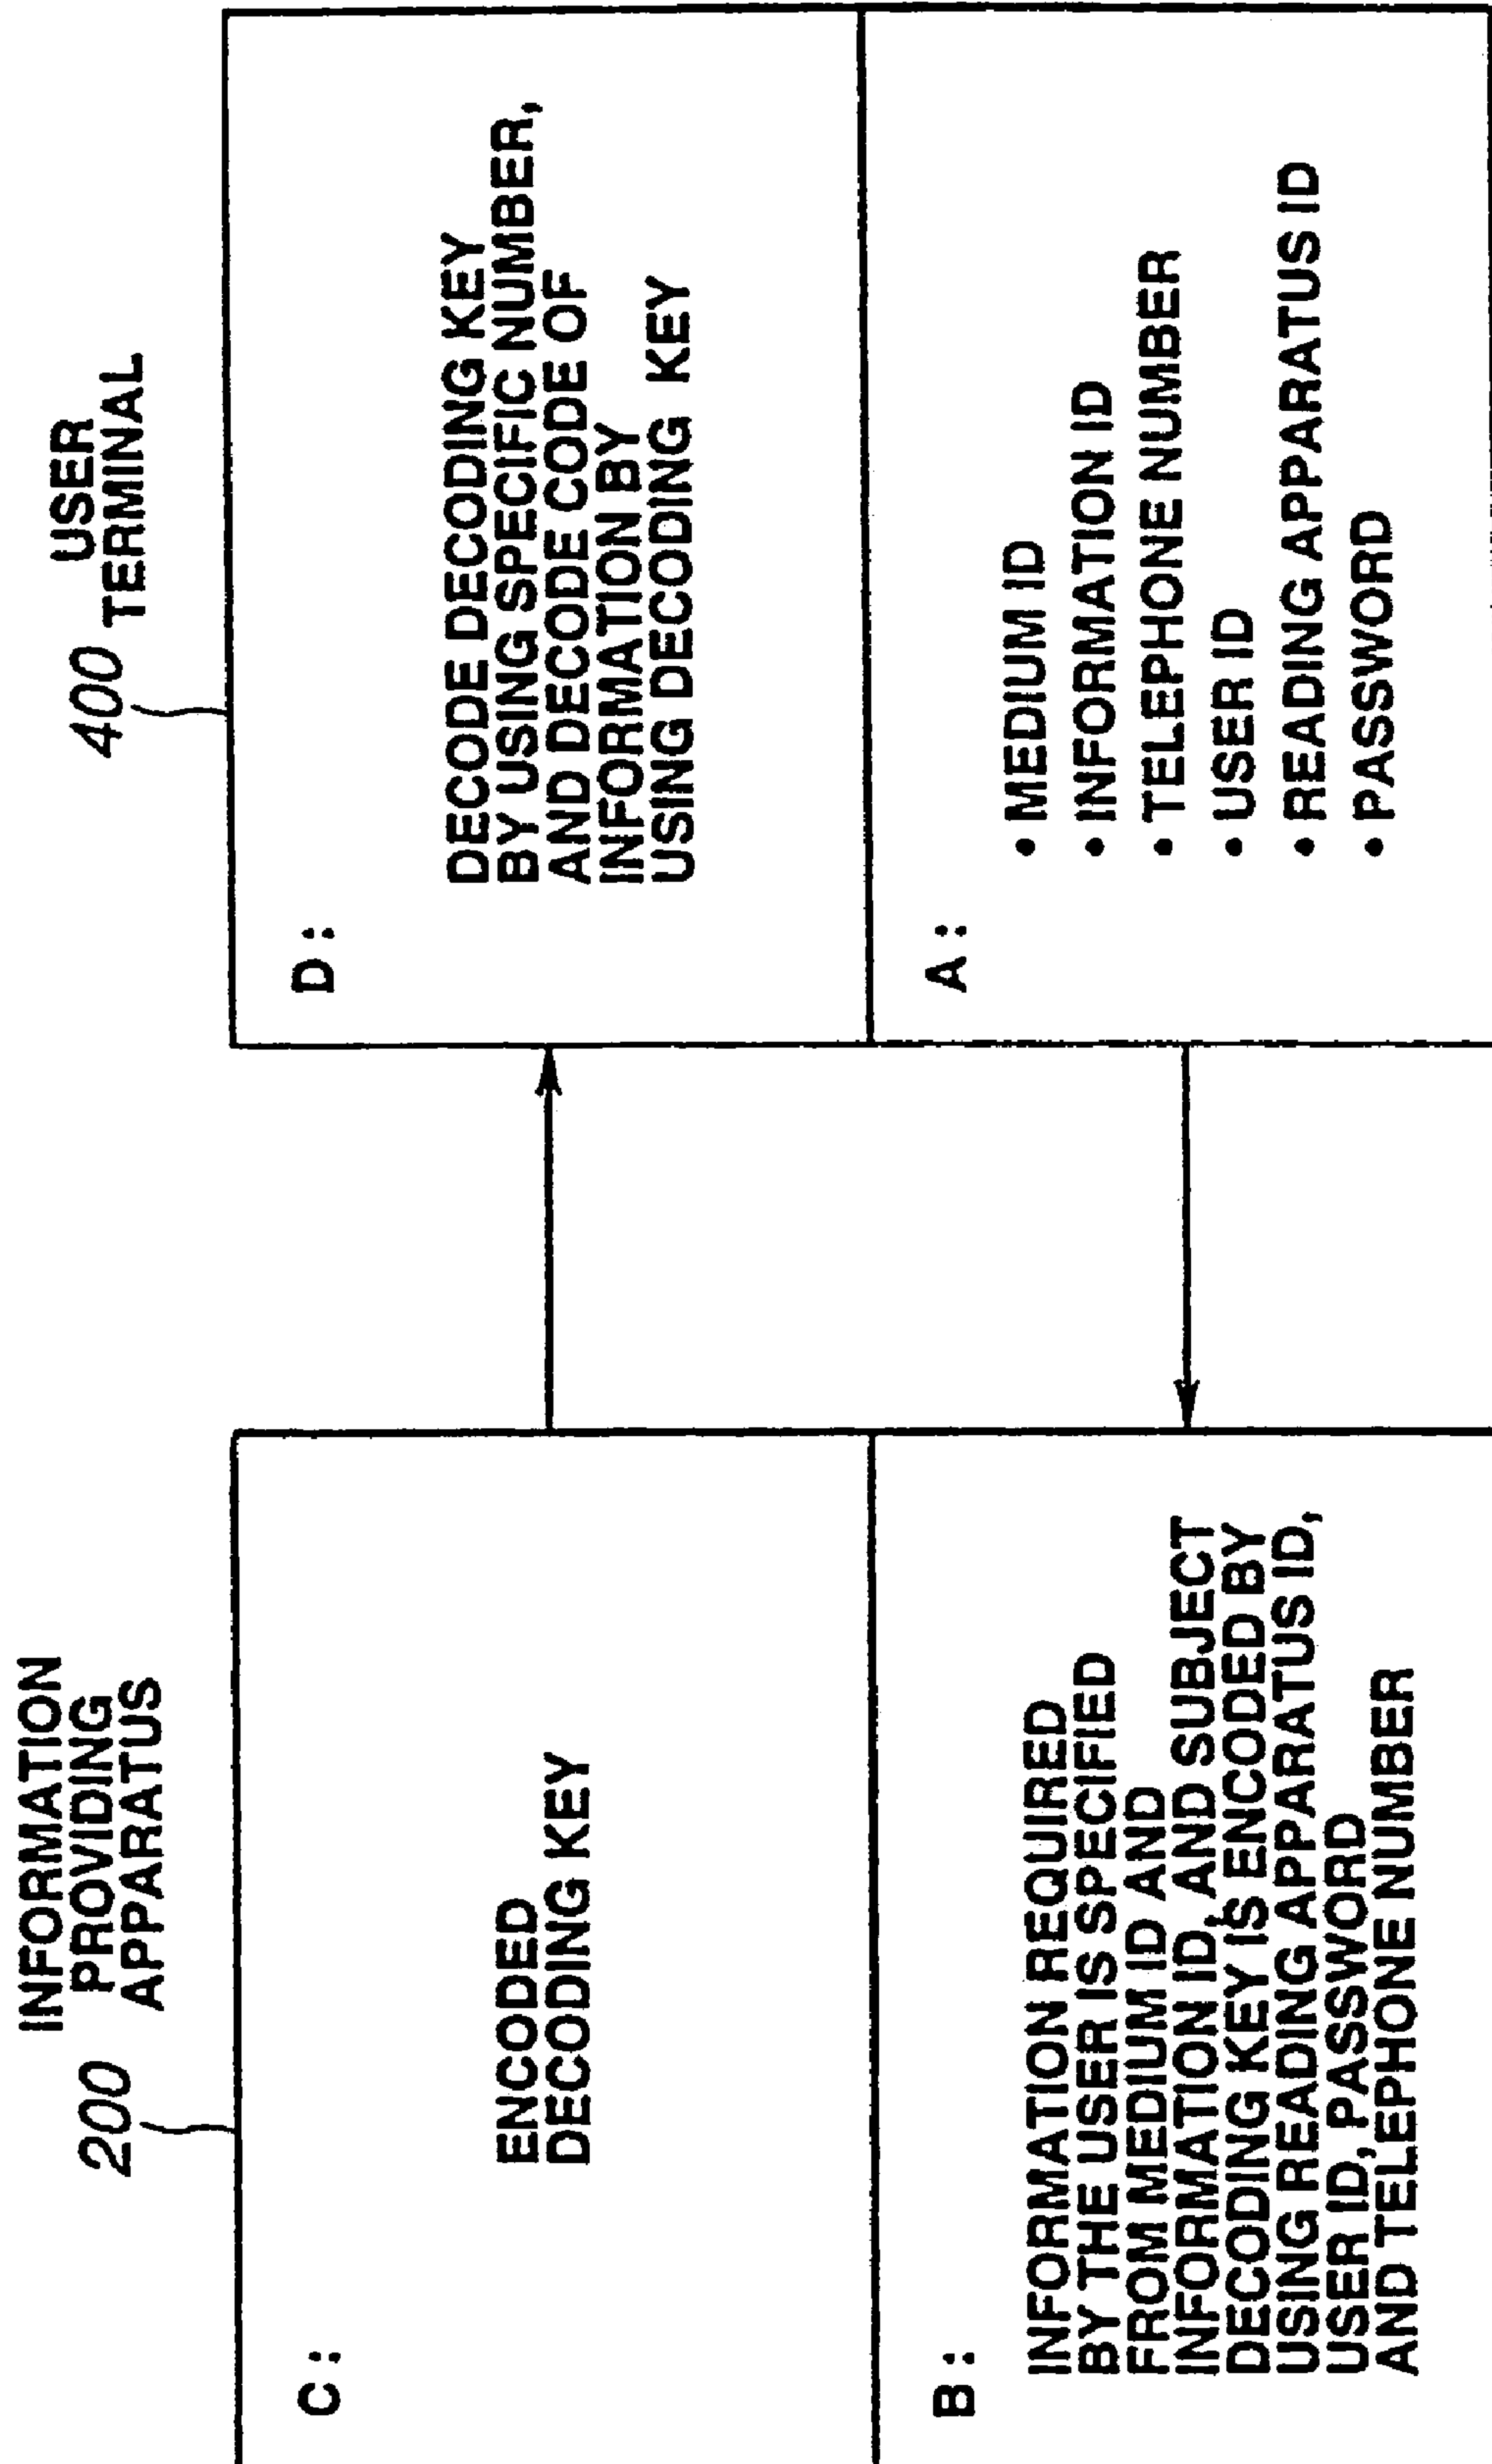 INFORMATION
PROVIDING
200 APPARATUS
C :
ENCODED
DECODING KEY
B :
INFORMATION REQUIRED
BY THE USER IS SPECIFIED
FROM MEDIUM ID AND
INFORMATION ID, AND SUBJECT
DECODING KEY IS ENCODED BY
USING READING APPARATUS ID,
USER ID, PASSWORD
AND TELEPHONE NUMBER
USER
400 TERMINAL
D :
DECODE DECODING KEY
BY USING SPECIFIC NUMBER,
AND DECODE CODE OF
INFORMATION BY
USING DECODING KEY
A :
• MEDIUM ID
• INFORMATION ID
• TELEPHONE NUMBER
• USER ID
• READING APPARATUS ID
• PASSWORD